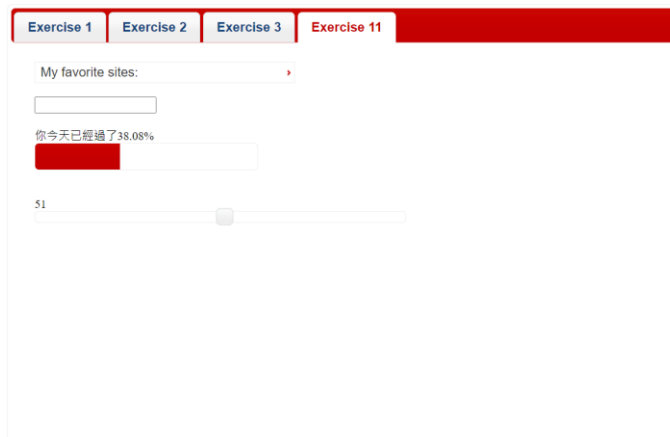 Exercise 1 Exercise 2 Exercise 3 Exercise 11
My favorite sites:
你今天已經過了38.08%
51